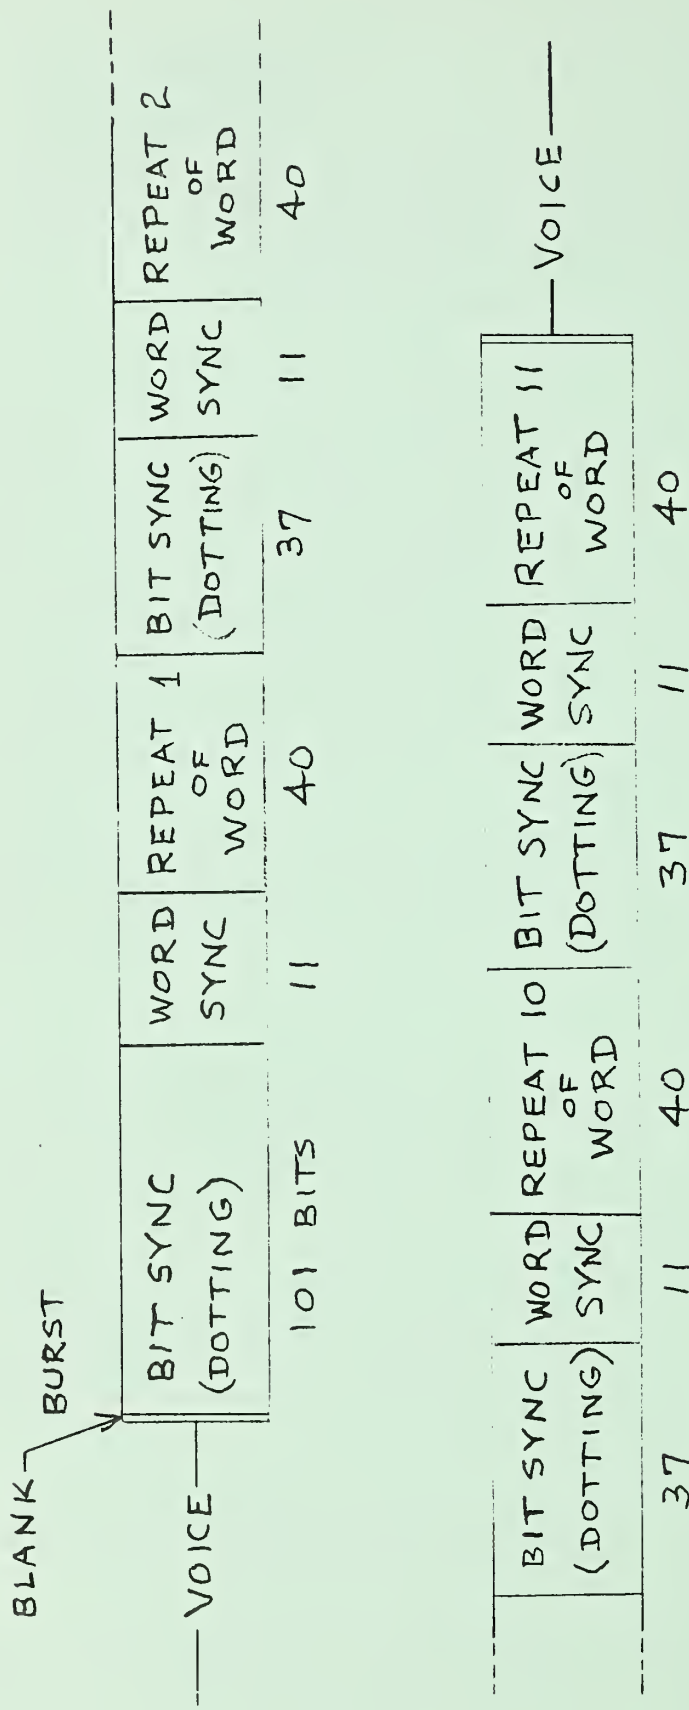 BLANK
BURST
VOICE
BIT SYNC
(DOTTING)
WORD
SYNC
REPEAT 1
OF
WORD
BIT SYNC
(DOTTING)
WORD
SYNC
REPEAT 2
OF
WORD
101 BITS
11
40
37
11
40
BIT SYNC
(DOTTING)
WORD
SYNC
REPEAT 10
OF
WORD
BIT SYNC
(DOTTING)
WORD
SYNC
REPEAT 11
OF
WORD
VOICE
37
11
40
37
11
40